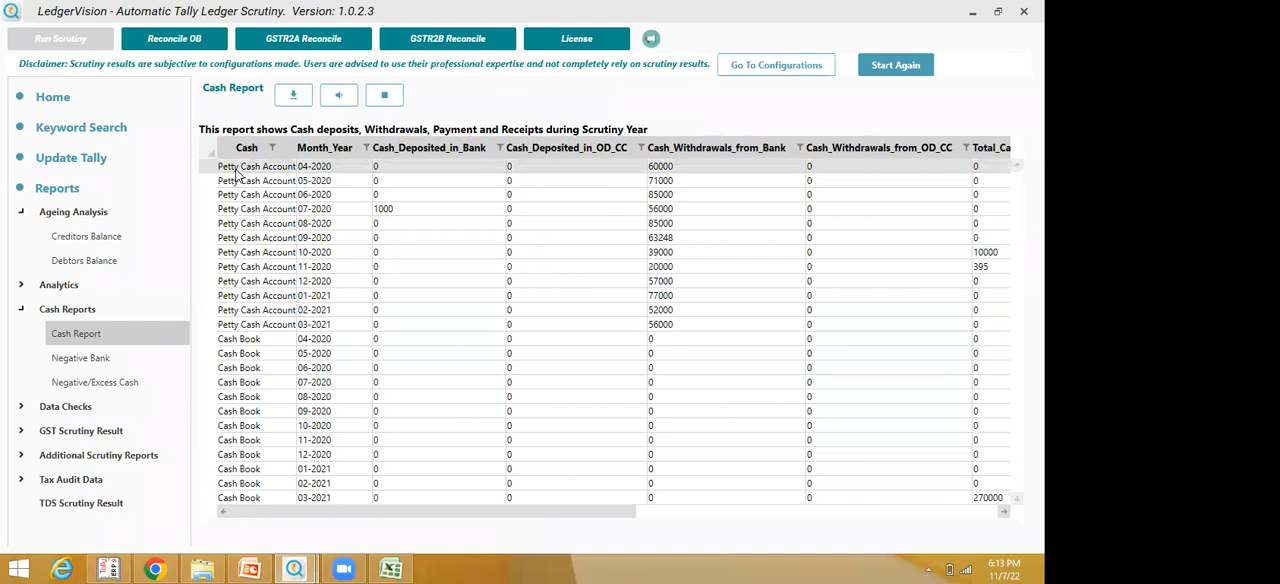 LedgerVision - Automatic Tally Ledger Scrutiny. Version: 1.0.2.3
Run Scrutiny Reconcile OB GSTR2A Reconcile GSTR2B Reconcile License
Disclaimer: Scrutiny results are subjective to configurations made. Users are advised to use their professional expertise and not completely rely on scrutiny results. Go To Configurations Start Again
Home
Keyword Search
Update Tally
Reports
Ageing Analysis
Creditors Balance
Debtors Balance
Analytics
Cash Reports
Cash Report
Negative Bank
Negative/Excess Cash
Data Checks
GST Scrutiny Result
Additional Scrutiny Reports
Tax Audit Data
TDS Scrutiny Result
Cash Report
This report shows Cash deposits, Withdrawals, Payment and Receipts during Scrutiny Year
Cash Month_Year Cash_Deposited_in_Bank Cash_Deposited_in_OD_CC Cash_Withdrawals_from_Bank Cash_Withdrawals_from_OD_CC Total_Ca
Petty Cash Account 04-2020 0 0 60000 0 0
Petty Cash Account 05-2020 0 0 71000 0 0
Petty Cash Account 06-2020 0 0 85000 0 0
Petty Cash Account 07-2020 1000 0 56000 0 0
Petty Cash Account 08-2020 0 0 85000 0 0
Petty Cash Account 09-2020 0 0 63248 0 0
Petty Cash Account 10-2020 0 0 39000 0 10000
Petty Cash Account 11-2020 0 0 20000 0 395
Petty Cash Account 12-2020 0 0 57000 0 0
Petty Cash Account 01-2021 0 0 77000 0 0
Petty Cash Account 02-2021 0 0 52000 0 0
Petty Cash Account 03-2021 0 0 56000 0 0
Cash Book 04-2020 0 0 0 0 0
Cash Book 05-2020 0 0 0 0 0
Cash Book 06-2020 0 0 0 0 0
Cash Book 07-2020 0 0 0 0 0
Cash Book 08-2020 0 0 0 0 0
Cash Book 09-2020 0 0 0 0 0
Cash Book 10-2020 0 0 0 0 0
Cash Book 11-2020 0 0 0 0 0
Cash Book 12-2020 0 0 0 0 0
Cash Book 01-2021 0 0 0 0 0
Cash Book 02-2021 0 0 0 0 0
Cash Book 03-2021 0 0 0 0 270000
6:13 PM
11/7/22